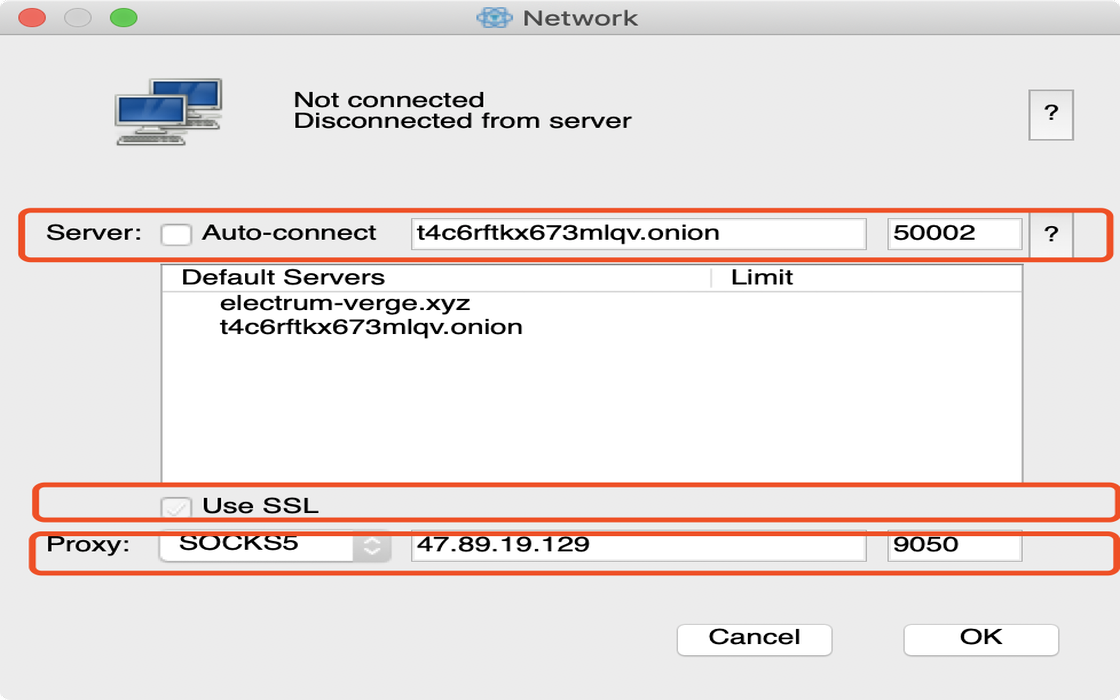 Network
Not connected
Disconnected from server
?
Server: Auto-connect t4c6rftkx673mlqv.onion 50002 ?
Default Servers Limit
electrum-verge.xyz
t4c6rftkx673mlqv.onion
Use SSL
Proxy: SOCKS5 47.89.19.129 9050
Cancel OK